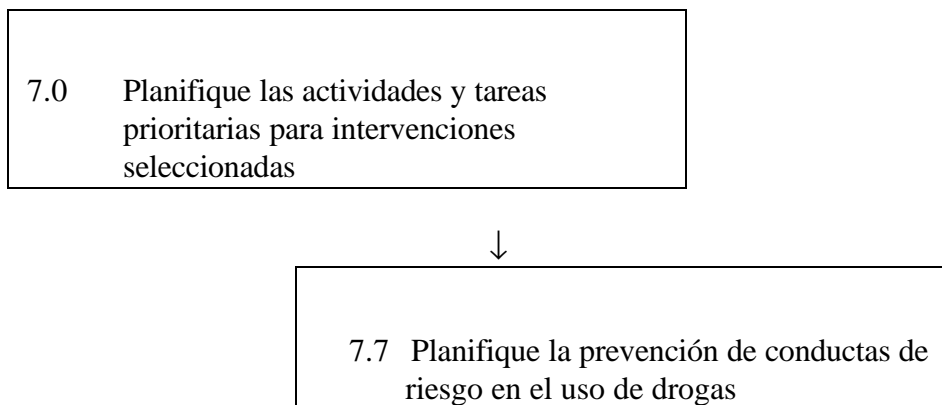 7.0 Planifique las actividades y tareas
prioritarias para intervenciones
seleccionadas
↓
7.7 Planifique la prevención de conductas de
riesgo en el uso de drogas